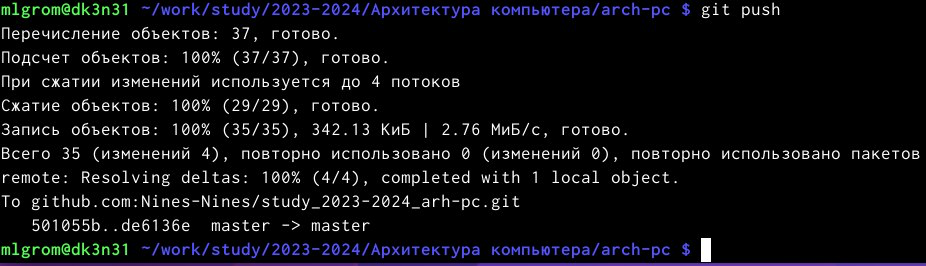 mlgrom@dk3n31 ~/work/study/2023-2024/Архитектура компьютера/arch-pc $ git push
Перечисление объектов: 37, готово.
Подсчет объектов: 100% (37/37), готово.
При сжатии изменений используется до 4 потоков
Сжатие объектов: 100% (29/29), готово.
Запись объектов: 100% (35/35), 342.13 КиБ | 2.76 МиБ/с, готово.
Всего 35 (изменений 4), повторно использовано 0 (изменений 0), повторно использовано пакетов
remote: Resolving deltas: 100% (4/4), completed with 1 local object.
To github.com:Nines-Nines/study_2023-2024_arh-pc.git
501055b..de6136e  master -> master
mlgrom@dk3n31 ~/work/study/2023-2024/Архитектура компьютера/arch-pc $